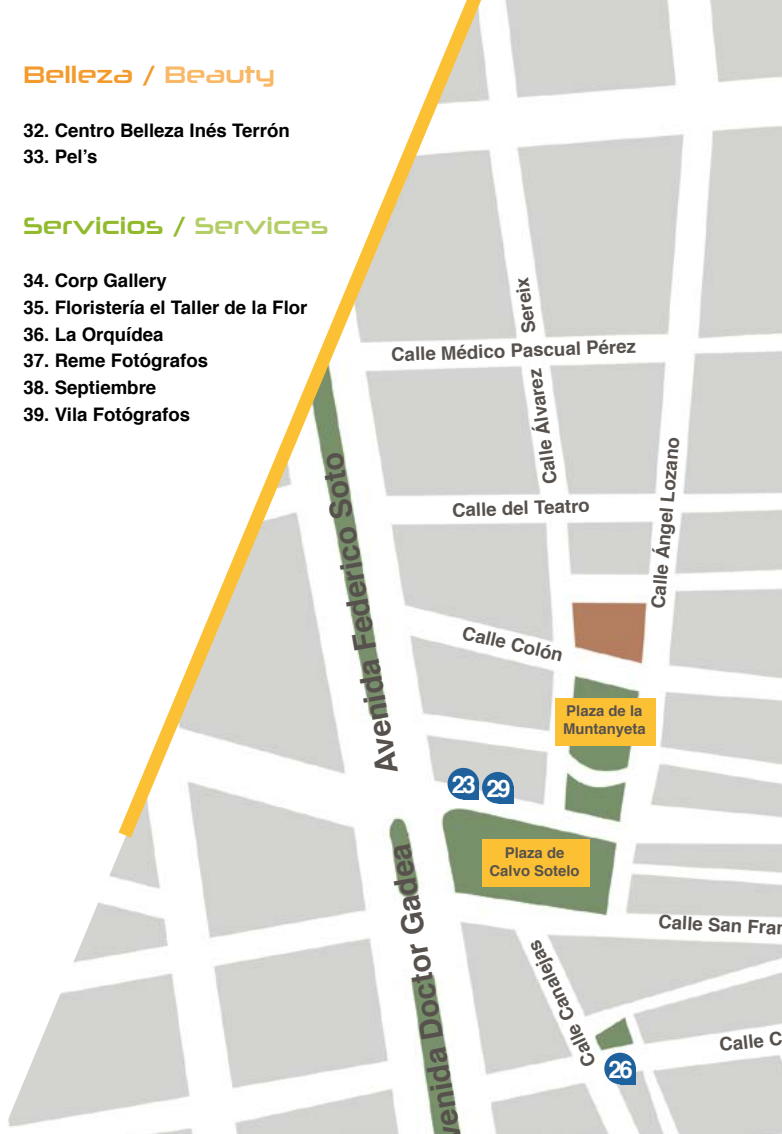 Belleza / Beauty
32. Centro Belleza Inés Terrón
33. Pel's
Servicios / Services
34. Corp Gallery
35. Floristería el Taller de la Flor
36. La Orquídea
37. Reme Fotógrafos
38. Septiembre
39. Vila Fotógrafos
Calle Médico Pascual Pérez
Calle Álvarez Sereix
Calle del Teatro
Calle Ángel Lozano
Avenida Federico Soto
Calle Colón
Plaza de la
Muntanyeta
23 29
Plaza de
Calvo Sotelo
venida Doctor Gadea
Calle San Fran
Calle Canalejas
Calle C
26